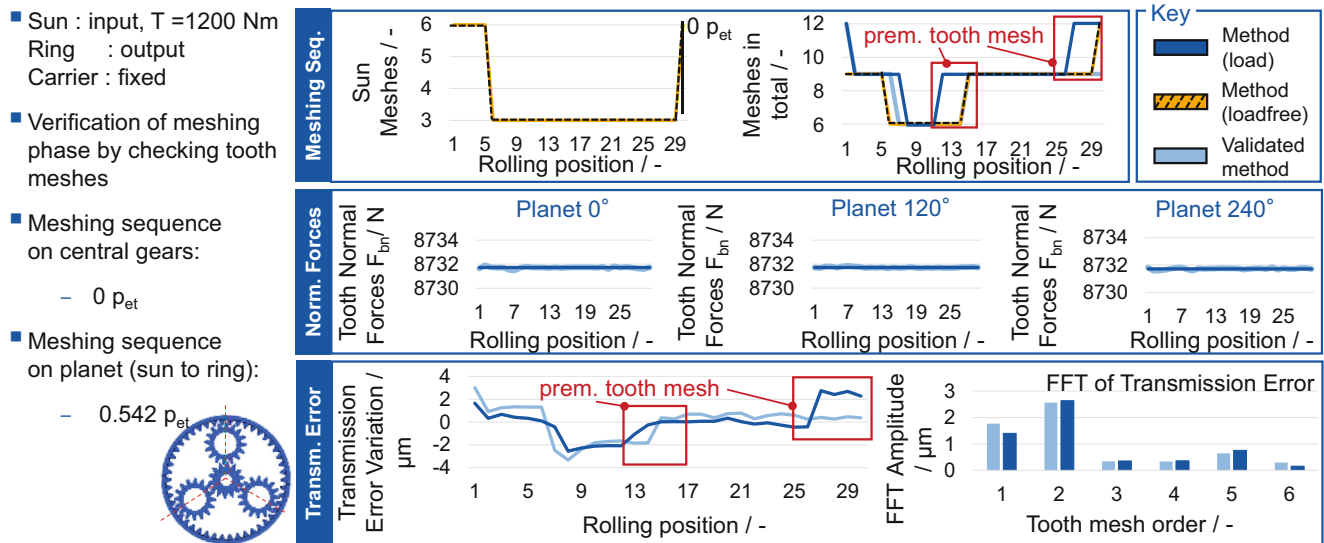 Sun : input, T =1200 Nm
Ring : output
Carrier : fixed
Verification of meshing
phase by checking tooth
meshes
Meshing sequence
on central gears:
– 0 pet
Meshing sequence
on planet (sun to ring):
– 0.542 pet
Meshing Seq.
Sun
Meshes / -
6
5
4
3
1 5 9 13 17 21 25 29
Rolling position / -
0 pet
Meshes in
total / -
12
10
8
6
1 5 9 13 17 21 25 29
Rolling position / -
prem. tooth mesh
Key
Method
(load)
Method
(loadfree)
Validated
method
Norm. Forces
Planet 0°
Tooth Normal
Forces Fbn/ N
8734
8732
8730
1 7 13 19 25
Rolling position / -
Planet 120°
Tooth Normal
Forces Fbn / N
8734
8732
8730
1 7 13 19 25
Rolling position / -
Planet 240°
Tooth Normal
Forces Fbn / N
8734
8732
8730
1 7 13 19 25
Rolling position / -
Transm. Error
Transmission
Error Variation /
µm
4
2
0
-2
-4
1 5 9 13 17 21 25 29
Rolling position / -
prem. tooth mesh
FFT of Transmission Error
FFT Amplitude
/ µm
3
2
1
0
1 2 3 4 5 6
Tooth mesh order / -